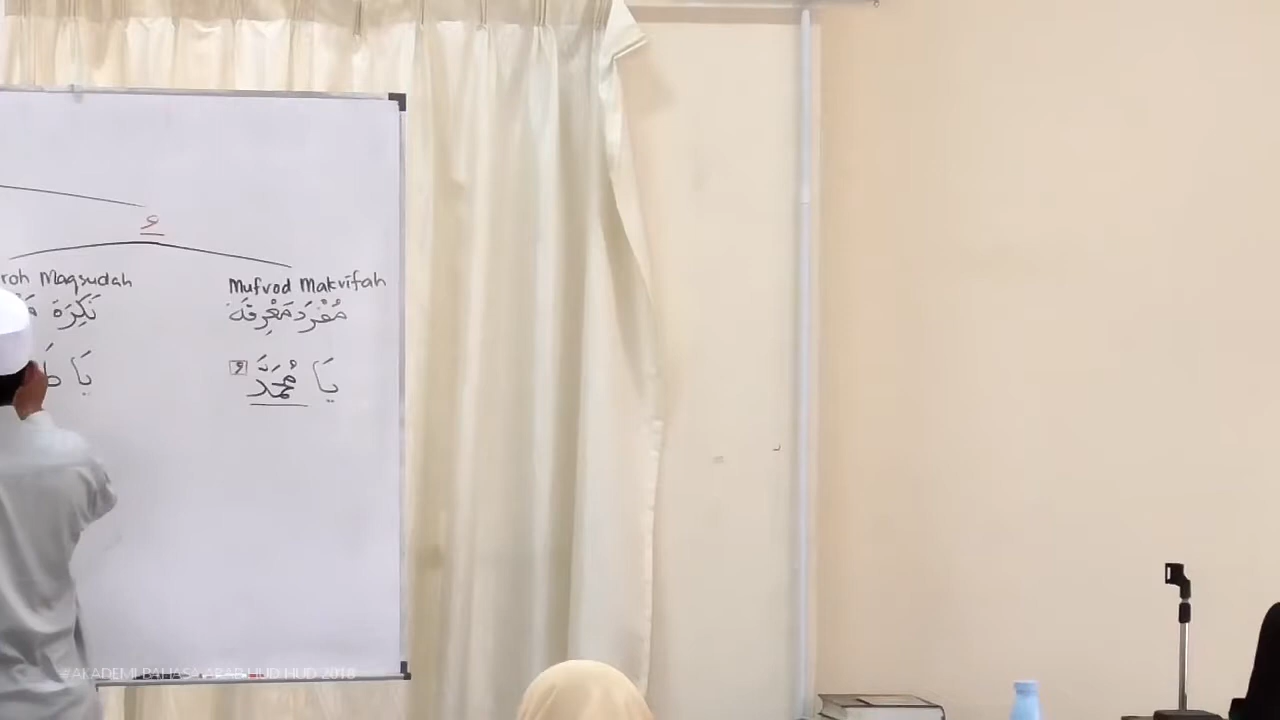 و
roh Maqsudah
Mufrod Makrifah
نَكِرَة
مُفْرَد مَعْرِفَة
يَا
يَا مُحَمَّدُ
#AKADEMI BAHASA ARAB HUD HUD 2018